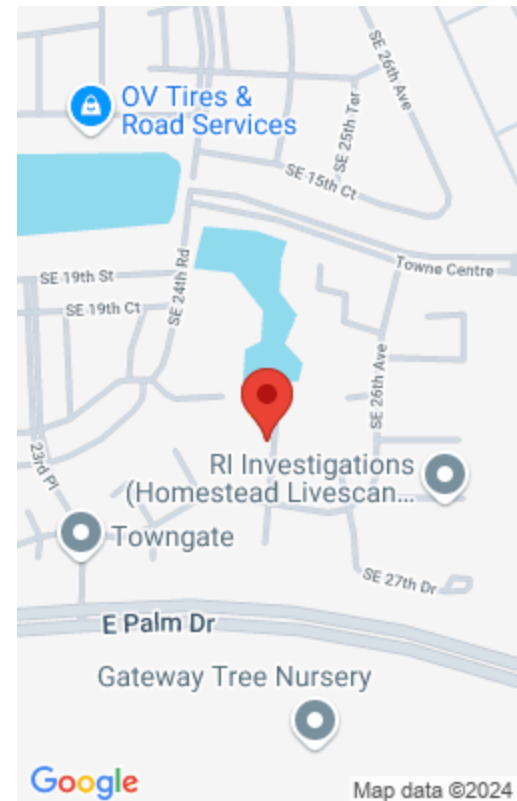 SE 26th Ave
OV Tires &
Road Services
SE 25th Ter
SE 15th Ct
Towne Centre
SE 19th St
SE 24th Rd
SE 19th Ct
SE 26th Ave
23rd Pl
RI Investigations
(Homestead Livescan...
Towngate
SE 27th Dr
E Palm Dr
Gateway Tree Nursery
Google
Map data ©2024